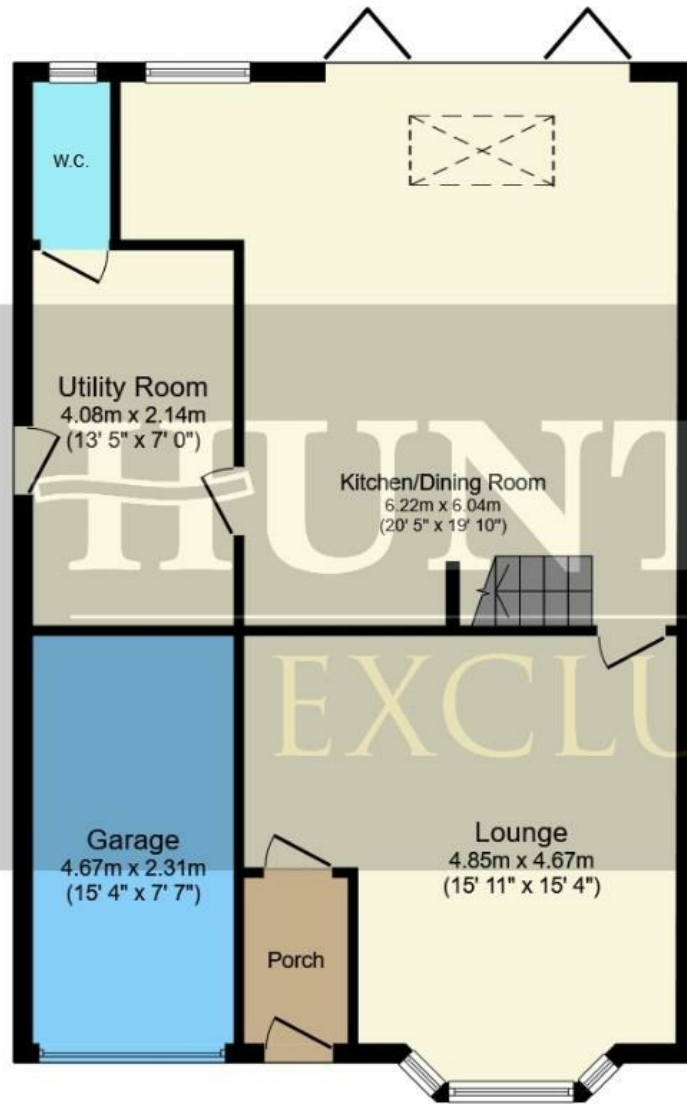 W.C.
Utility Room
4.08m x 2.14m
(13' 5" x 7' 0")
HUNT
Kitchen/Dining Room
6.22m x 6.04m
(20' 5" x 19' 10")
EXCLU
Garage
4.67m x 2.31m
(15' 4" x 7' 7")
Lounge
4.85m x 4.67m
(15' 11" x 15' 4")
Porch